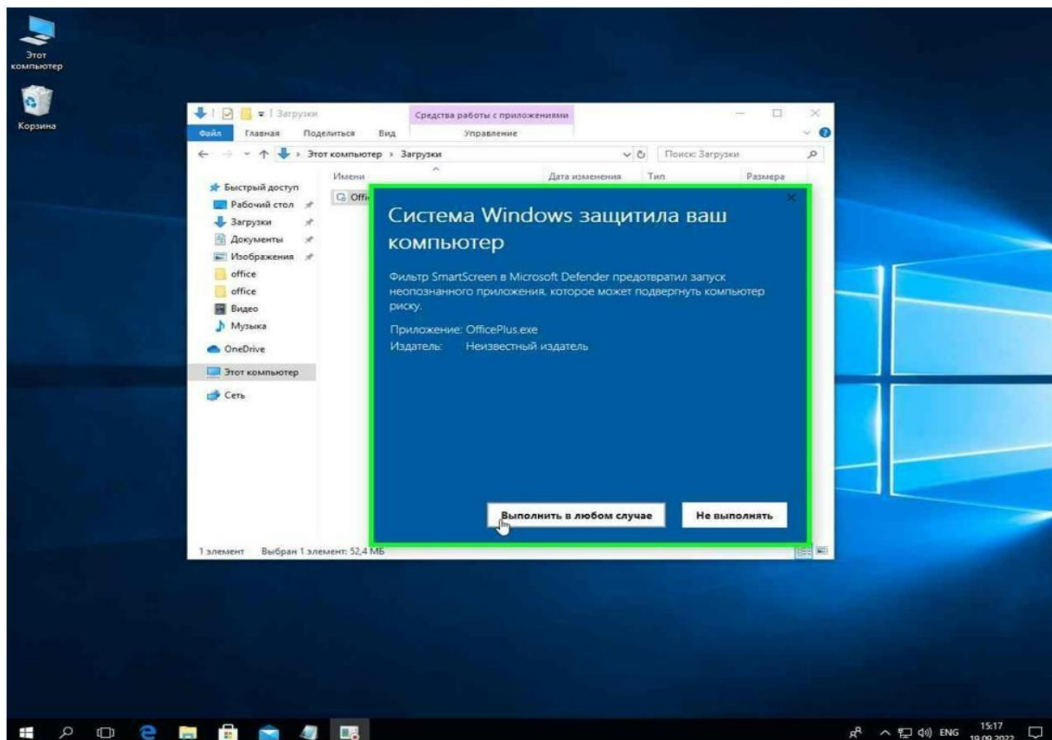 Этот
компьютер
Корзина
Загрузки
Средства работы с приложениями
Файл Главная Поделиться Вид Управление
Этот компьютер › Загрузки
Поиск: Загрузки
Имени Дата изменения Тип Размера
Быстрый доступ
Рабочий стол
Загрузки
Документы
Изображения
office
office
Видео
Музыка
OneDrive
Этот компьютер
Сеть
Система Windows защитила ваш
компьютер
Фильтр SmartScreen в Microsoft Defender предотвратил запуск
неопознанного приложения, которое может подвергнуть компьютер
риску.
Приложение: OfficePlus.exe
Издатель: Неизвестный издатель
Выполнить в любом случае Не выполнять
1 элемент Выбран 1 элемент: 52,4 МБ
ENG
15:17
19.09.2022